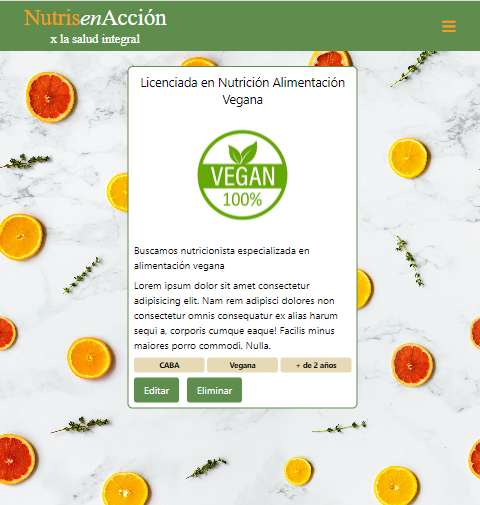 NutrisenAcción
x la salud integral
Licenciada en Nutrición Alimentación
Vegana
VEGAN
100%
Buscamos nutricionista especializada en
alimentación vegana
Lorem ipsum dolor sit amet consectetur
adipisicing elit. Nam rem adipisci dolores non
consectetur omnis consequatur ex alias harum
sequi a, corporis cumque eaque! Facilis minus
maiores porro commodi. Nulla.
CABA Vegana + de 2 años
Editar Eliminar